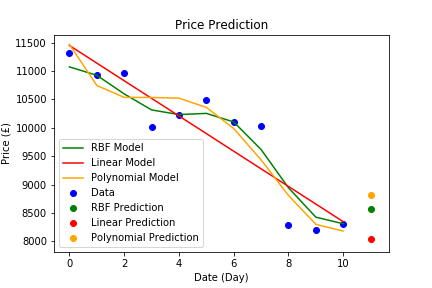 Price Prediction
Price (£)
11500
11000
10500
10000
9500
9000
8500
8000
RBF Model
Linear Model
Polynomial Model
Data
RBF Prediction
Linear Prediction
Polynomial Prediction
0 2 4 6 8 10
Date (Day)